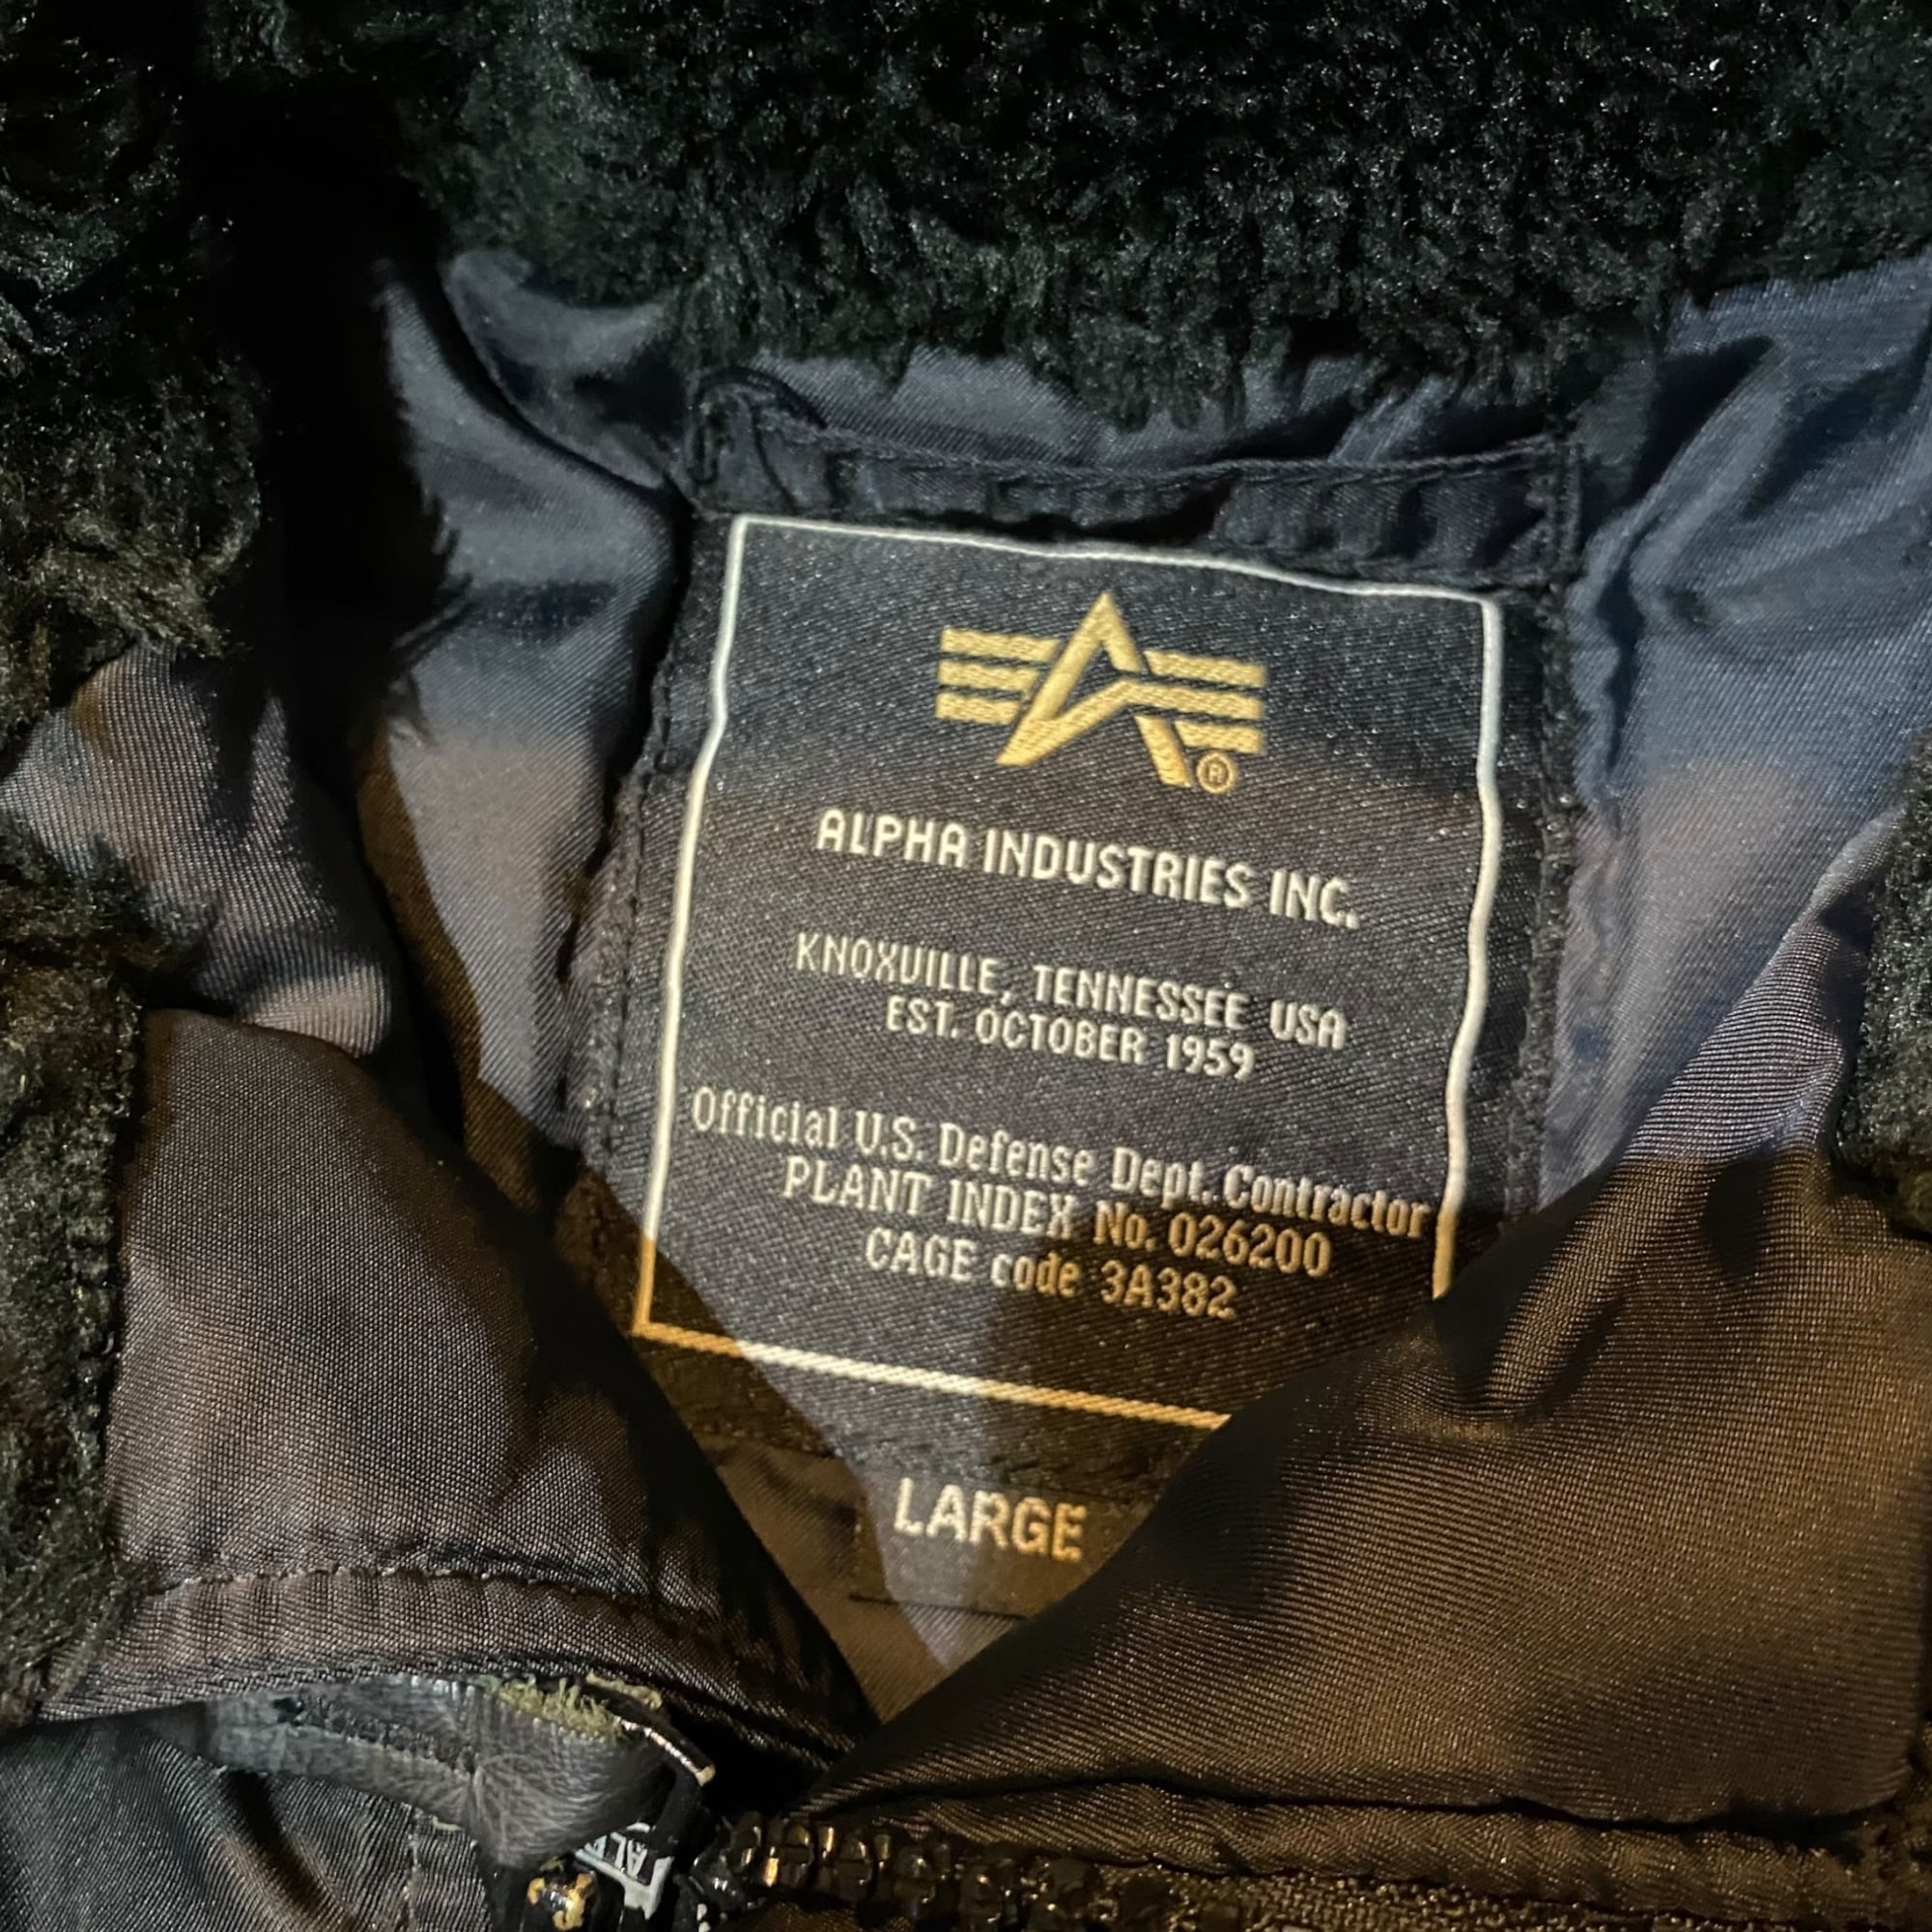 ALPHA INDUSTRIES INC.
KNOXVILLE, TENNESSEE USA
EST. OCTOBER 1959
Official U.S. Defense Dept. Contractor
PLANT INDEX No. 026200
CAGE code 3A382
LARGE